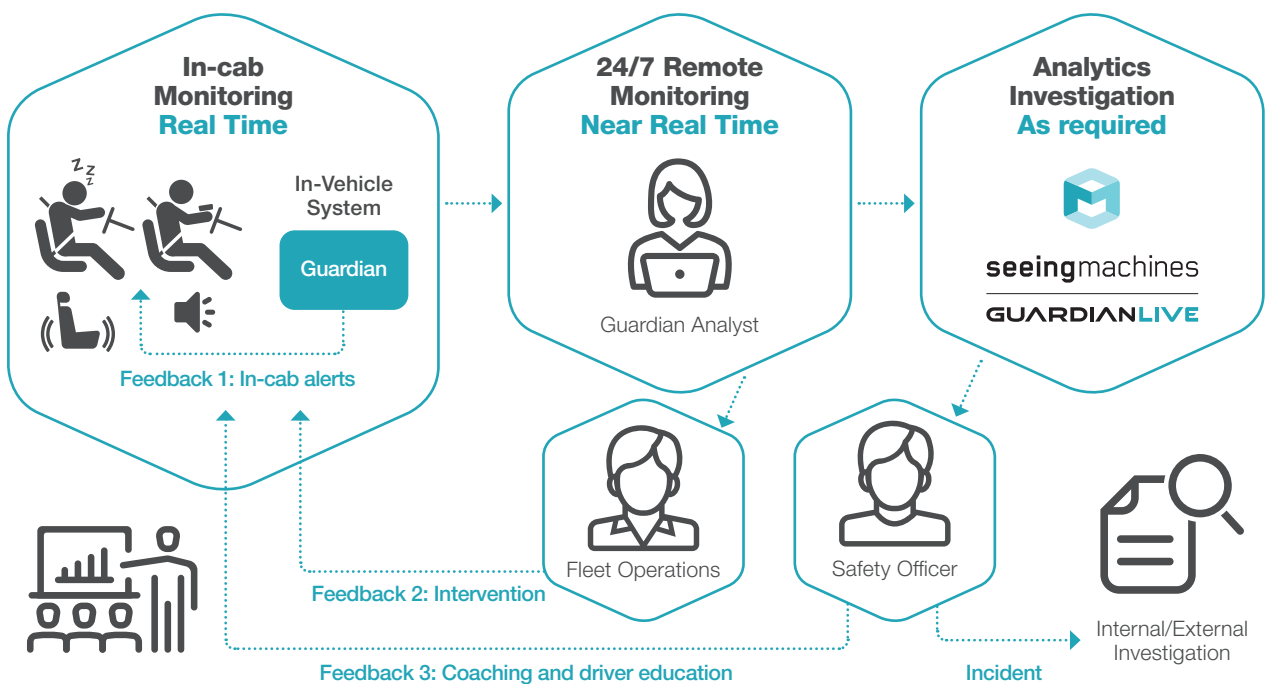 In-cab
Monitoring
Real Time
z z z
In-Vehicle
System
Guardian
Feedback 1: In-cab alerts
24/7 Remote
Monitoring
Near Real Time
Guardian Analyst
Analytics
Investigation
As required
seeingmachines
GUARDIANLIVE
Fleet Operations
Safety Officer
Feedback 2: Intervention
Internal/External
Investigation
Feedback 3: Coaching and driver education
Incident